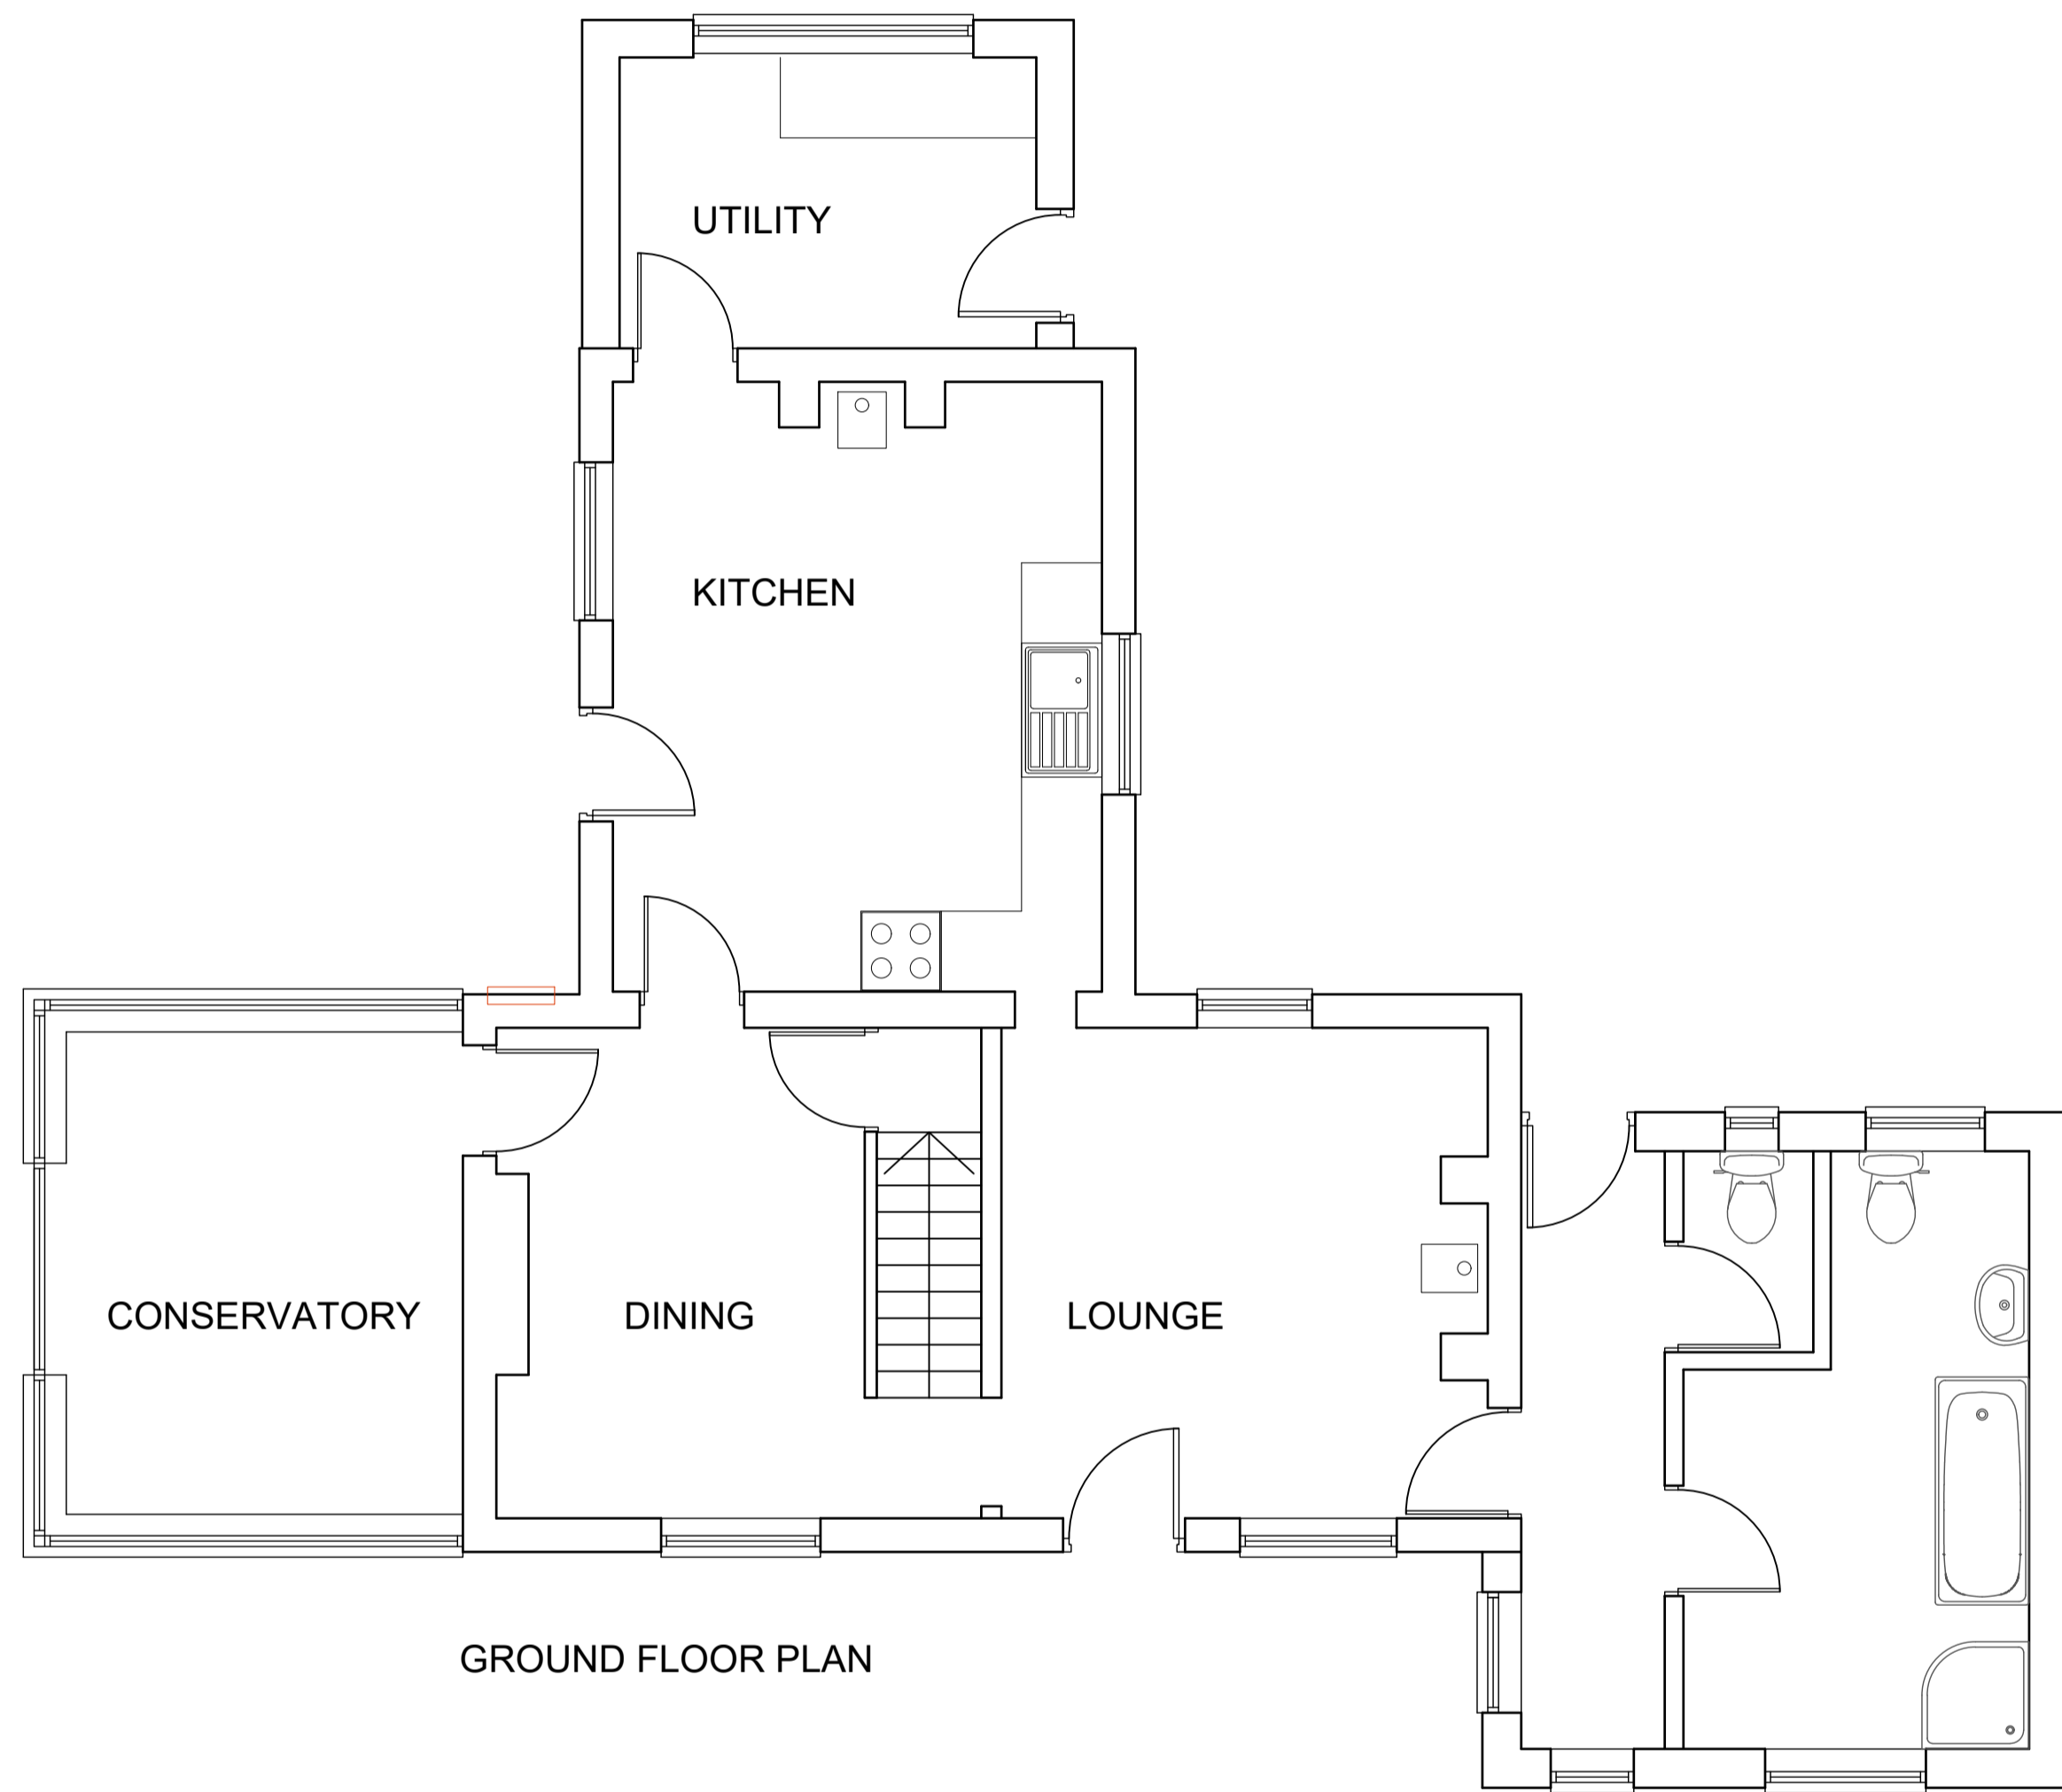 UTILITY
KITCHEN
CONSERVATORY
DINING
LOUNGE
GROUND FLOOR PLAN